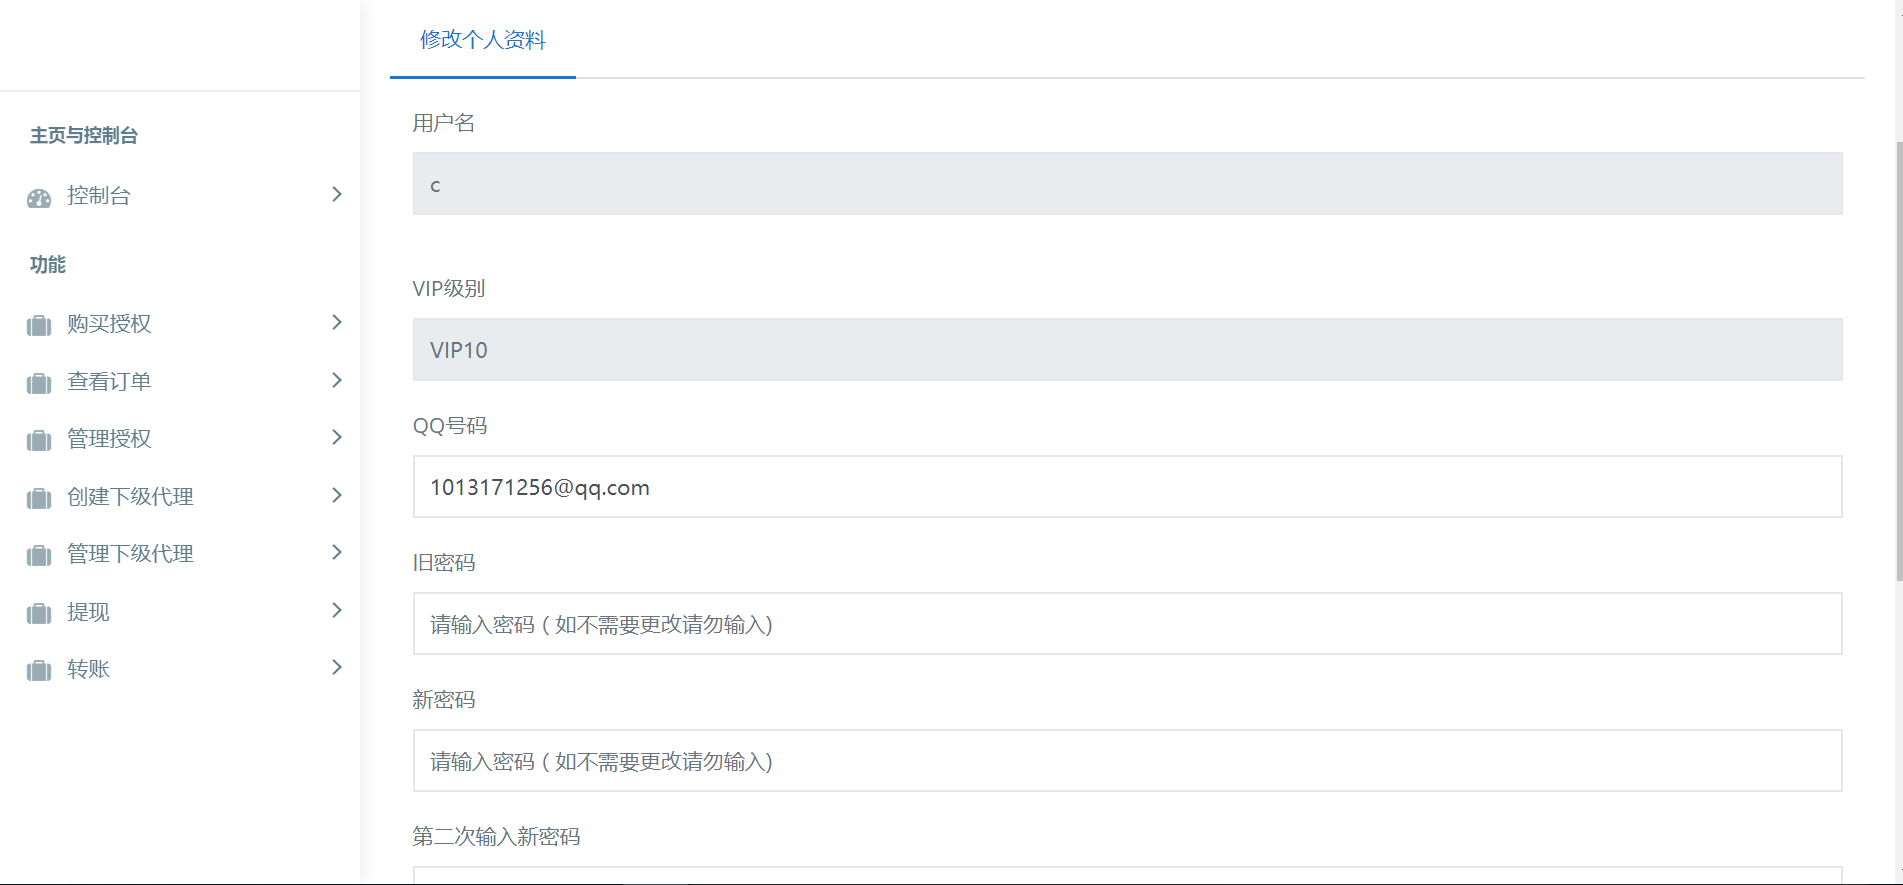 主页与控制台
控制台
功能
购买授权
查看订单
管理授权
创建下级代理
管理下级代理
提现
转账
修改个人资料
用户名
c
VIP级别
VIP10
QQ号码
1013171256@qq.com
旧密码
请输入密码 ( 如不需要更改请勿输入)
新密码
请输入密码 ( 如不需要更改请勿输入)
第二次输入新密码